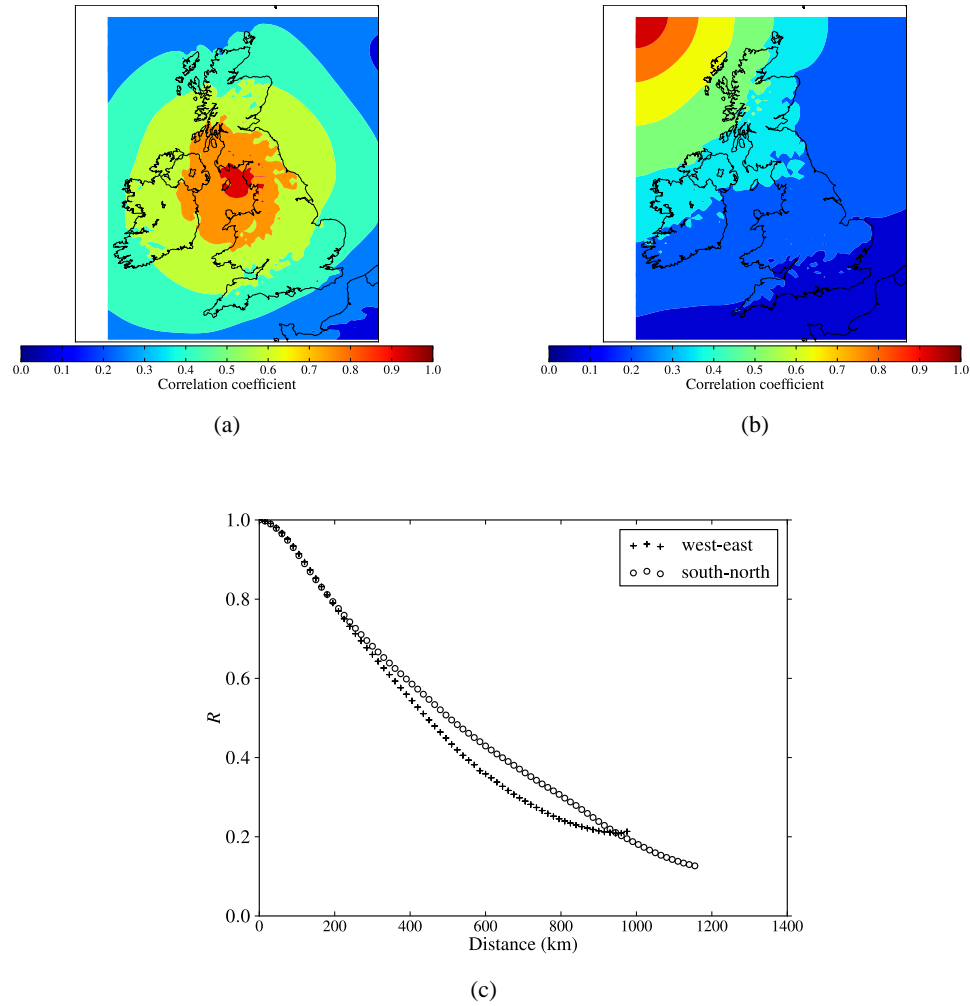 0.0 0.1 0.2 0.3 0.4 0.5 0.6 0.7 0.8 0.9 1.0
Correlation coefficient
(a)
0.0 0.1 0.2 0.3 0.4 0.5 0.6 0.7 0.8 0.9 1.0
Correlation coefficient
(b)
1.0
0.8
0.6
0.4
0.2
0.0
R
west-east
south-north
0 200 400 600 800 1000 1200 1400
Distance (km)
(c)